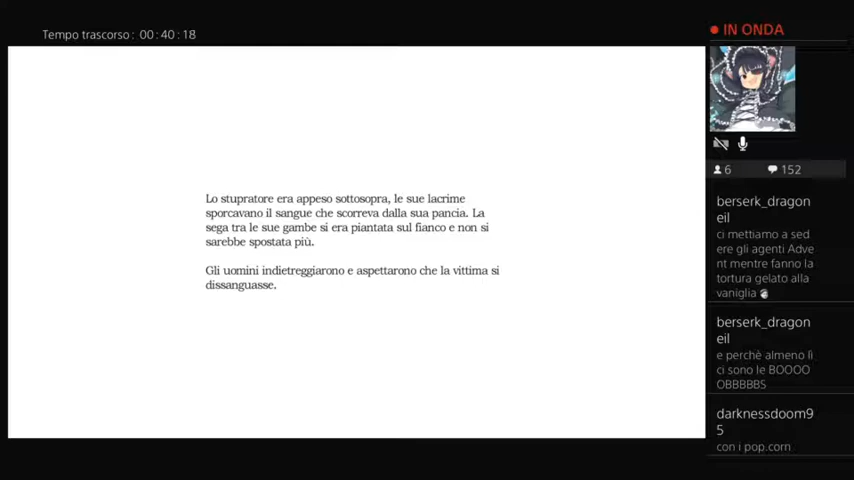 Tempo trascorso: 00:40:18
IN ONDA
6
152
Lo stupratore era appeso sottosopra, le sue lacrime
sporcavano il sangue che scorreva dalla sua pancia. La
sega tra le sue gambe si era piantata sul fianco e non si
sarebbe spostata più.
Gli uomini indietreggiarono e aspettarono che la vittima si
dissanguasse.
berserk_dragon
eil
ci mettiamo a sed
ere gli agenti Adve
nt mentre fanno la
tortura gelato alla
vaniglia
berserk_dragon
eil
e perchè almeno lì
ci sono le BOOOO
OBBBBBS
darknessdoom9
5
con i pop.corn